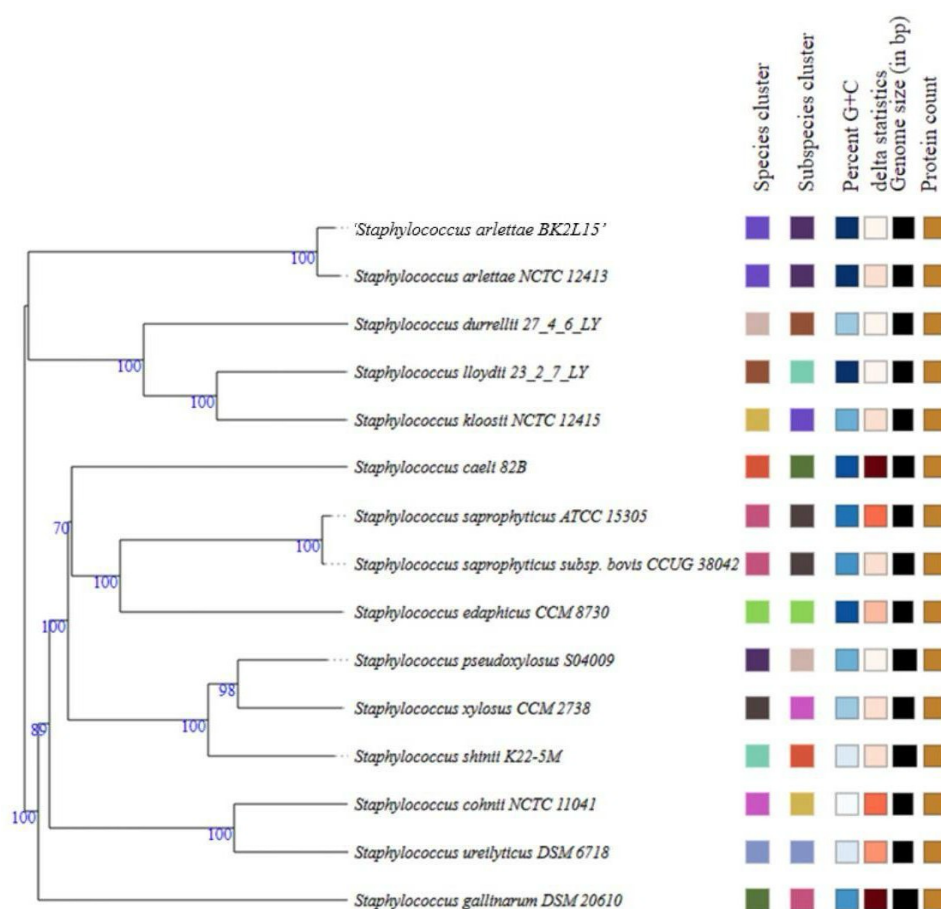 Species cluster
Subspecies cluster
Percent G+C
delta statistics
Genome size (in bp)
Protein count
'Staphylococcus arlettae BK2L15'
100
Staphylococcus arlettae NCTC 12413
Staphylococcus durrellii 27_4_6_LY
100
Staphylococcus lloydii 23_2_7_LY
100
Staphylococcus kloosii NCTC 12415
Staphylococcus caeli 82B
70
Staphylococcus saprophyticus ATCC 15305
100
Staphylococcus saprophyticus subsp. bovis CCUG 38042
100
Staphylococcus edaphicus CCM 8730
100
Staphylococcus pseudoxylosus S04009
98
Staphylococcus xylosus CCM 2738
100
89
Staphylococcus shinii K22-5M
Staphylococcus cohnii NCTC 11041
100
100
Staphylococcus ureilyticus DSM 6718
Staphylococcus gallinarum DSM 20610